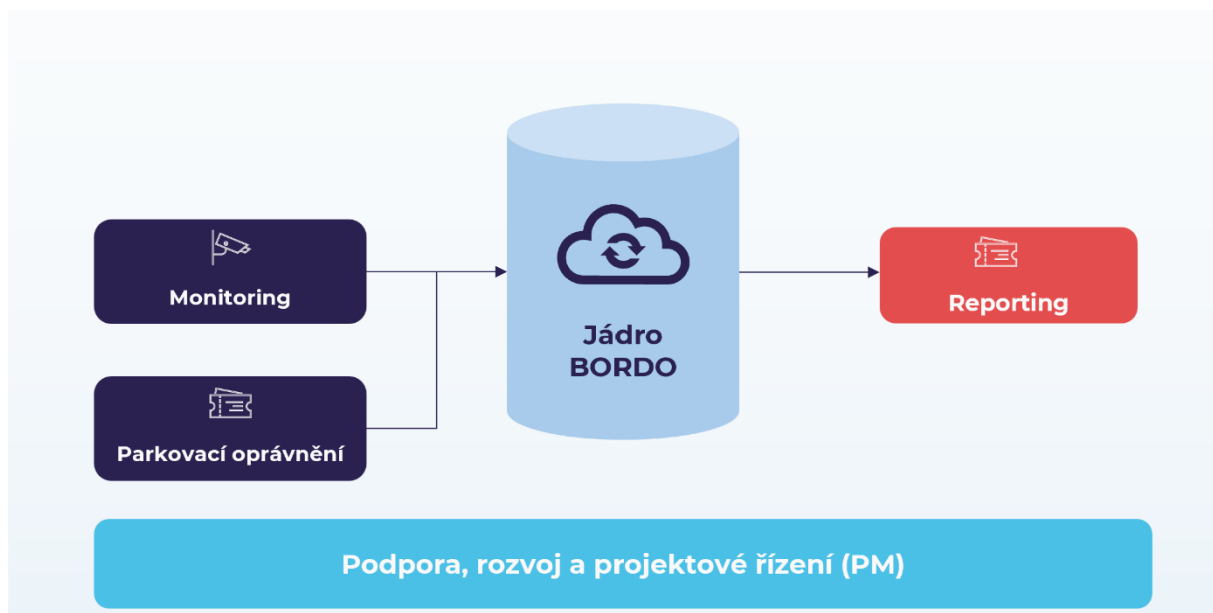 Monitoring
Parkovací oprávnění
Jádro
BORDO
Reporting
Podpora, rozvoj a projektové řízení (PM)